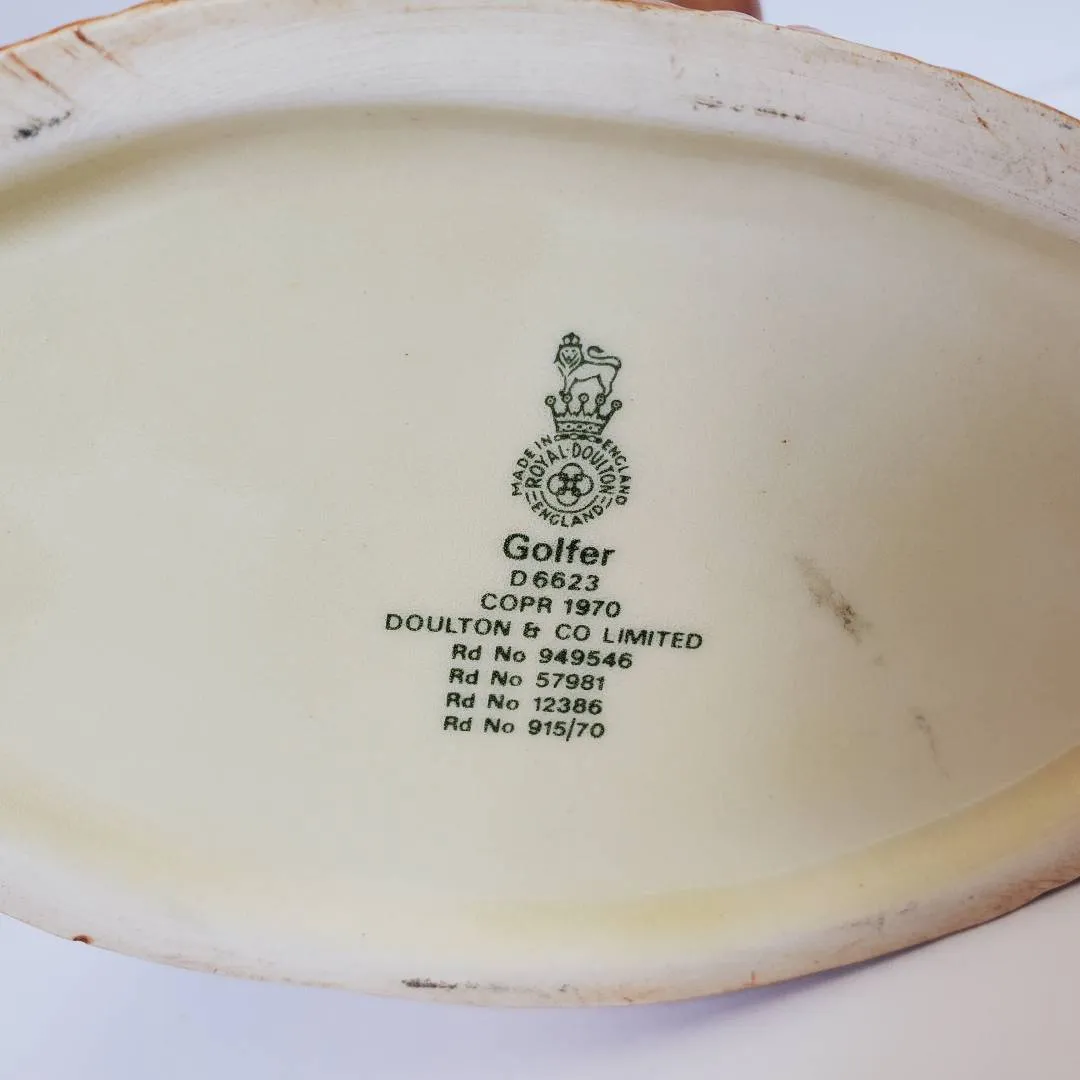 MADE IN ENGLAND
ROYAL DOULTON
ENGLAND
Golfer
D 6623
COPR 1970
DOULTON & CO LIMITED
Rd No 949546
Rd No 57981
Rd No 12386
Rd No 915/70